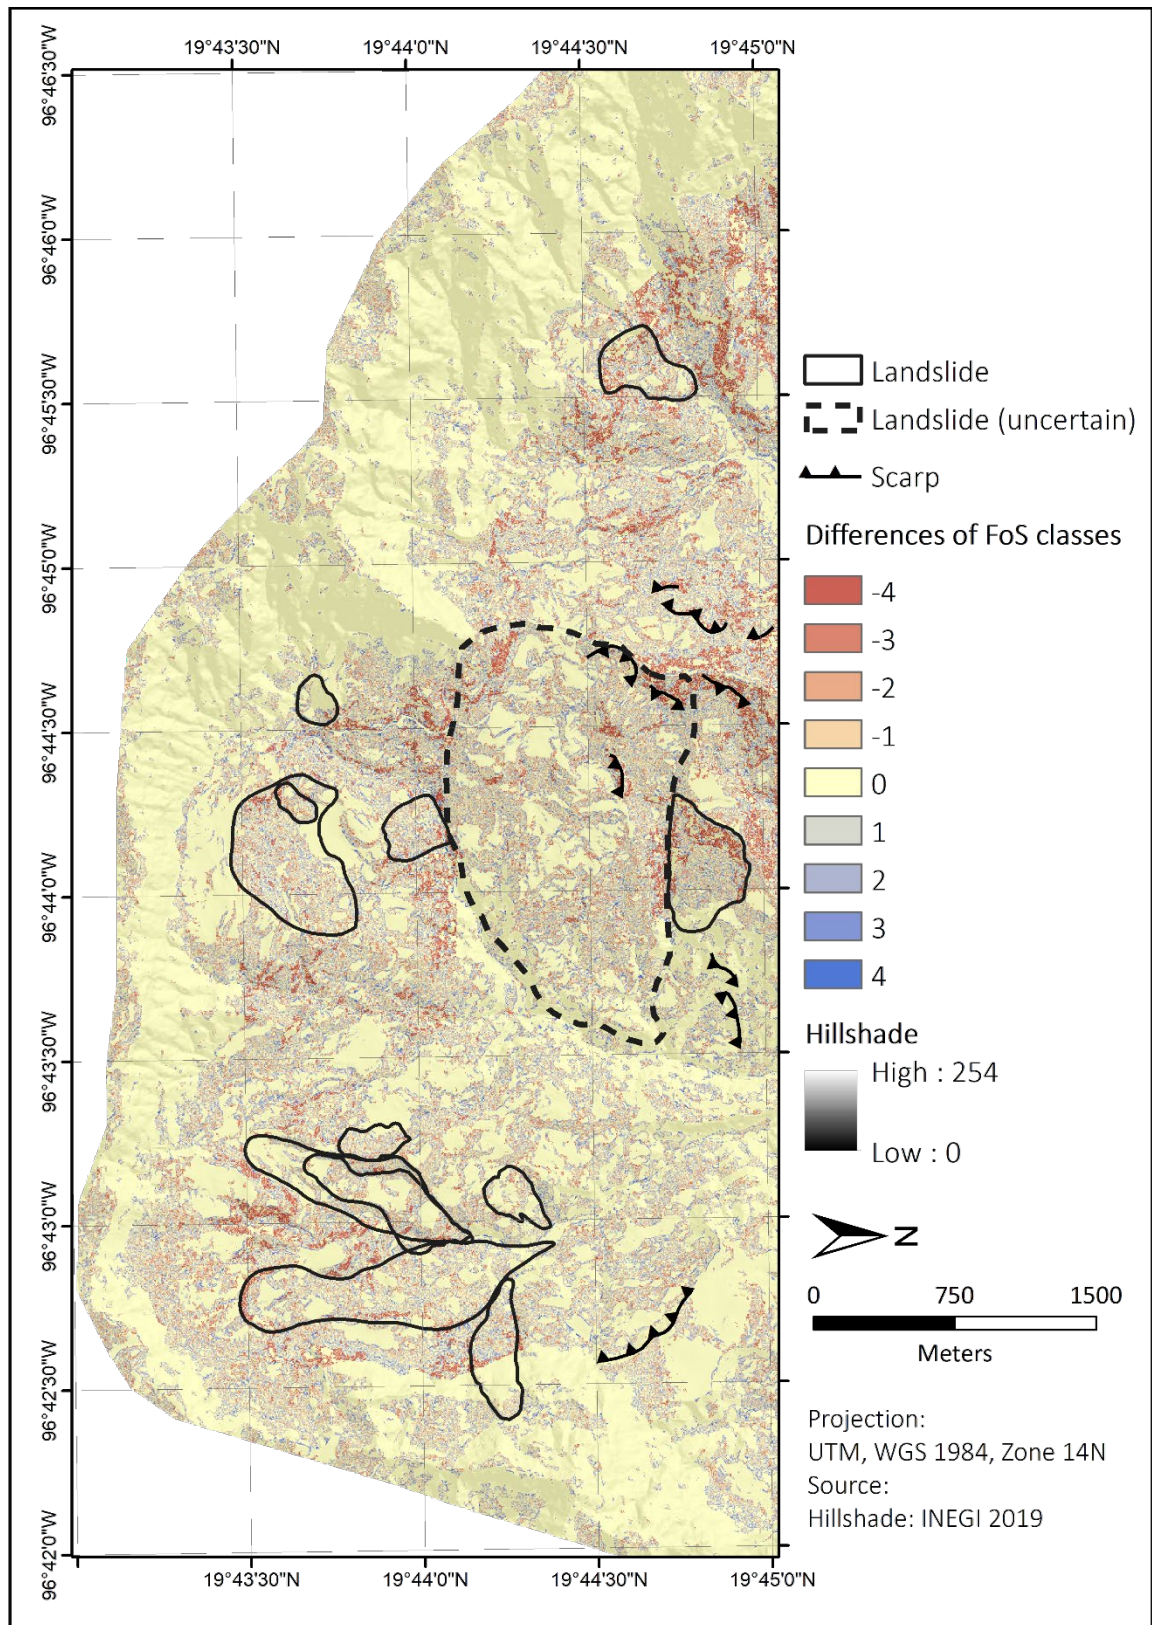 19°43'30"N 19°44'0"N 19°44'30"N 19°45'0"N
96°46'30"W
96°46'0"W
96°45'30"W
96°45'0"W
96°44'30"W
96°44'0"W
96°43'30"W
96°43'0"W
96°42'30"W
96°42'0"W
19°43'30"N 19°44'0"N 19°44'30"N 19°45'0"N
Landslide
Landslide (uncertain)
Scarp
Differences of FoS classes
-4
-3
-2
-1
0
1
2
3
4
Hillshade
High : 254
Low : 0
N
0 750 1500
Meters
Projection:
UTM, WGS 1984, Zone 14N
Source:
Hillshade: INEGI 2019